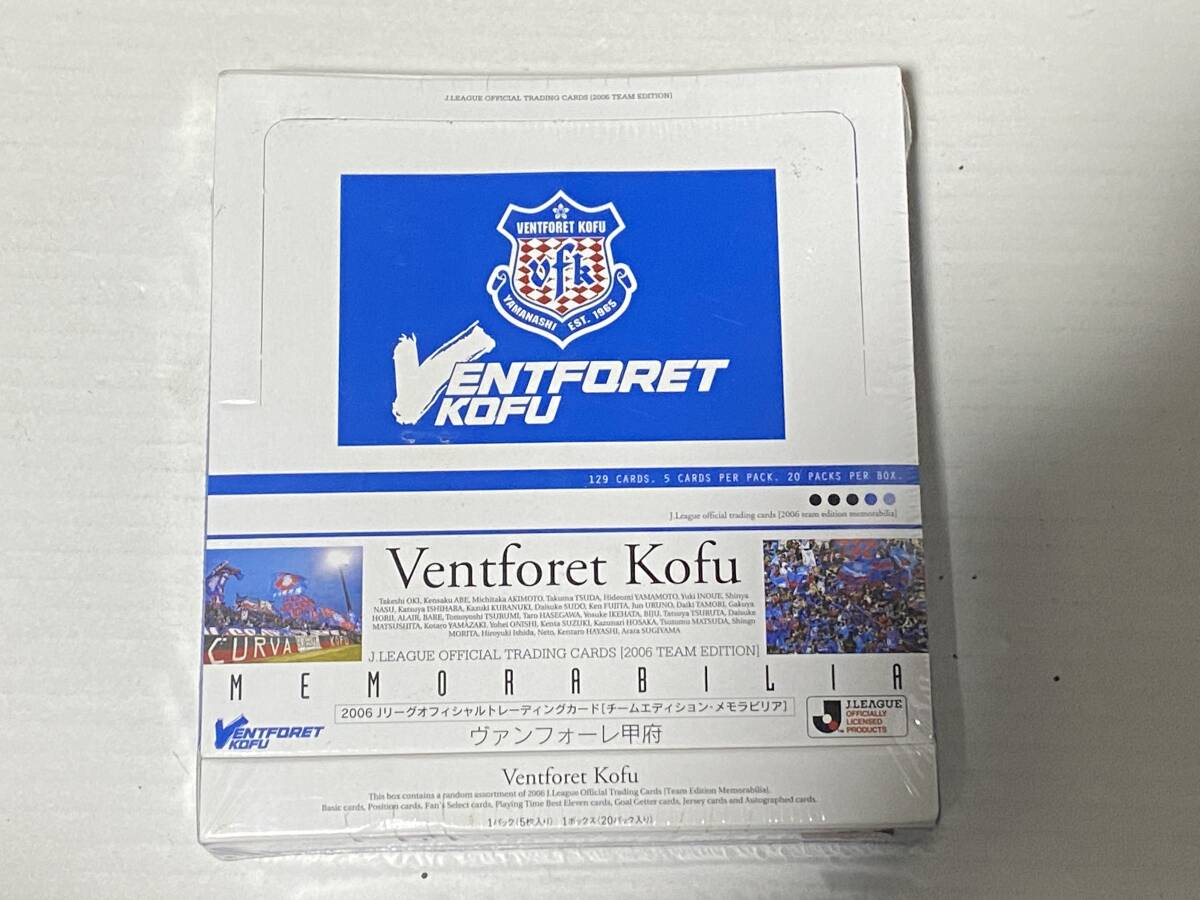 J.LEAGUE OFFICIAL TRADING CARDS [2006 TEAM EDITION]
VENTFORET KOFU
vfk
YAMANASHI EST. 1965
VENTFORET
KOFU
129 CARDS. 5 CARDS PER PACK. 20 PACKS PER BOX.
J.League official trading cards [2006 team edition memorabilia]
Ventforet Kofu
Takeshi OKI, Kensaku ABE, Michitaka AKIMOTO, Takuma TSUDA, Hideomi YAMAMOTO, Yuki INOUE, Shinya
NASU, Katsuya ISHIHARA, Kazuki KURANUKI, Daisuke SUDO, Ken FUJITA, Jun URUNO, Daiki TAMORI, Gakuya
HORII, ALAIR, BARE, Tomoyoshi TSURUMI, Taro HASEGAWA, Yosuke IKEHATA, BIJU, Tatsuya TSURUTA, Daisuke
MATSUSHITA, Kotaro YAMAZAKI, Yohei ONISHI, Kenta SUZUKI, Kazunari HOSAKA, Tsutomu MATSUDA, Shingo
MORITA, Hiroyuki Ishida, Neto, Kentaro HAYASHI, Arata SUGIYAMA
CURVA
J.LEAGUE OFFICIAL TRADING CARDS [2006 TEAM EDITION]
MEMORABILIA
2006 Jリーグオフィシャルトレーディングカード[チームエディション・メモラビリア]
ヴァンフォーレ甲府
VENTFORET
KOFU
J.LEAGUE
OFFICIALLY
LICENSED
PRODUCTS
Ventforet Kofu
This box contains a random assortment of 2006 J.League Official Trading Cards [Team Edition Memorabilia].
Basic cards, Position cards, Fan's Select cards, Playing Time Best Eleven cards, Goal Getter cards, Jersey cards and Autographed cards.
1パック(5枚入り) 1ボックス(20パック入り)